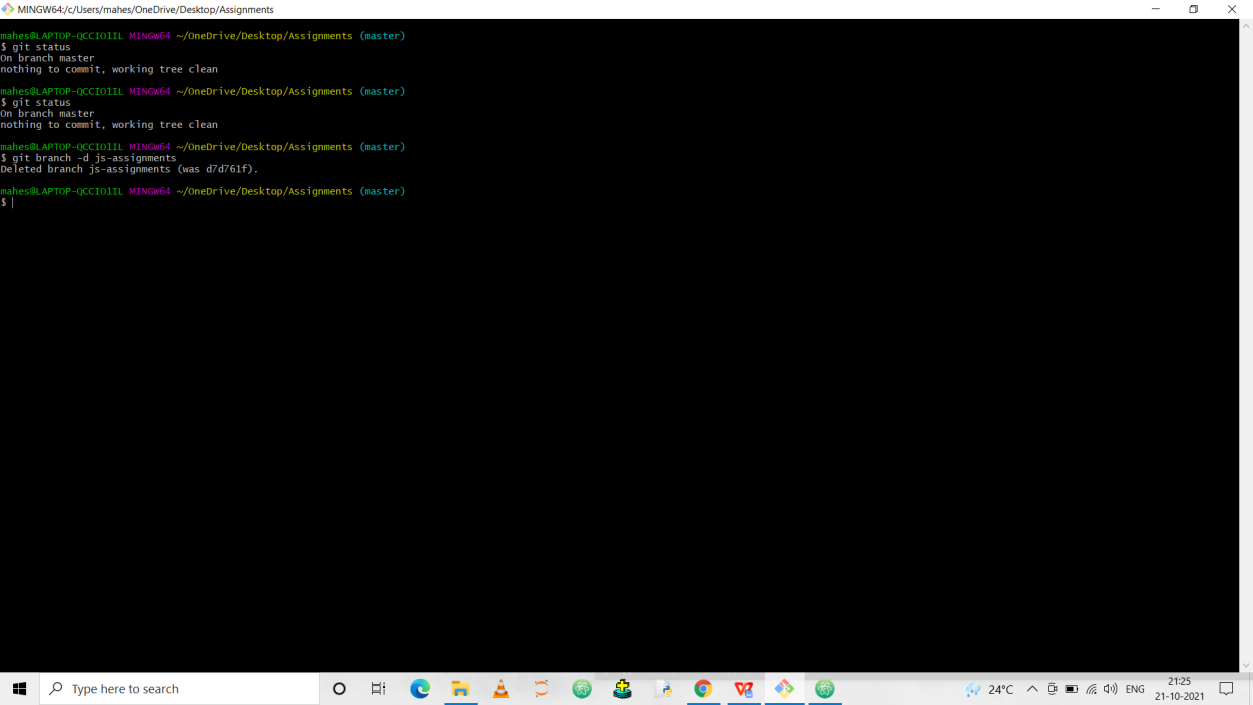 MINGW64:/c/Users/mahes/OneDrive/Desktop/Assignments
mahes@LAPTOP-QCCIO1IL MINGW64 ~/OneDrive/Desktop/Assignments (master)
$ git status
On branch master
nothing to commit, working tree clean
mahes@LAPTOP-QCCIO1IL MINGW64 ~/OneDrive/Desktop/Assignments (master)
$ git status
On branch master
nothing to commit, working tree clean
mahes@LAPTOP-QCCIO1IL MINGW64 ~/OneDrive/Desktop/Assignments (master)
$ git branch -d js-assignments
Deleted branch js-assignments (was d7d761f).
mahes@LAPTOP-QCCIO1IL MINGW64 ~/OneDrive/Desktop/Assignments (master)
$
Type here to search
24°C
ENG
21:25
21-10-2021